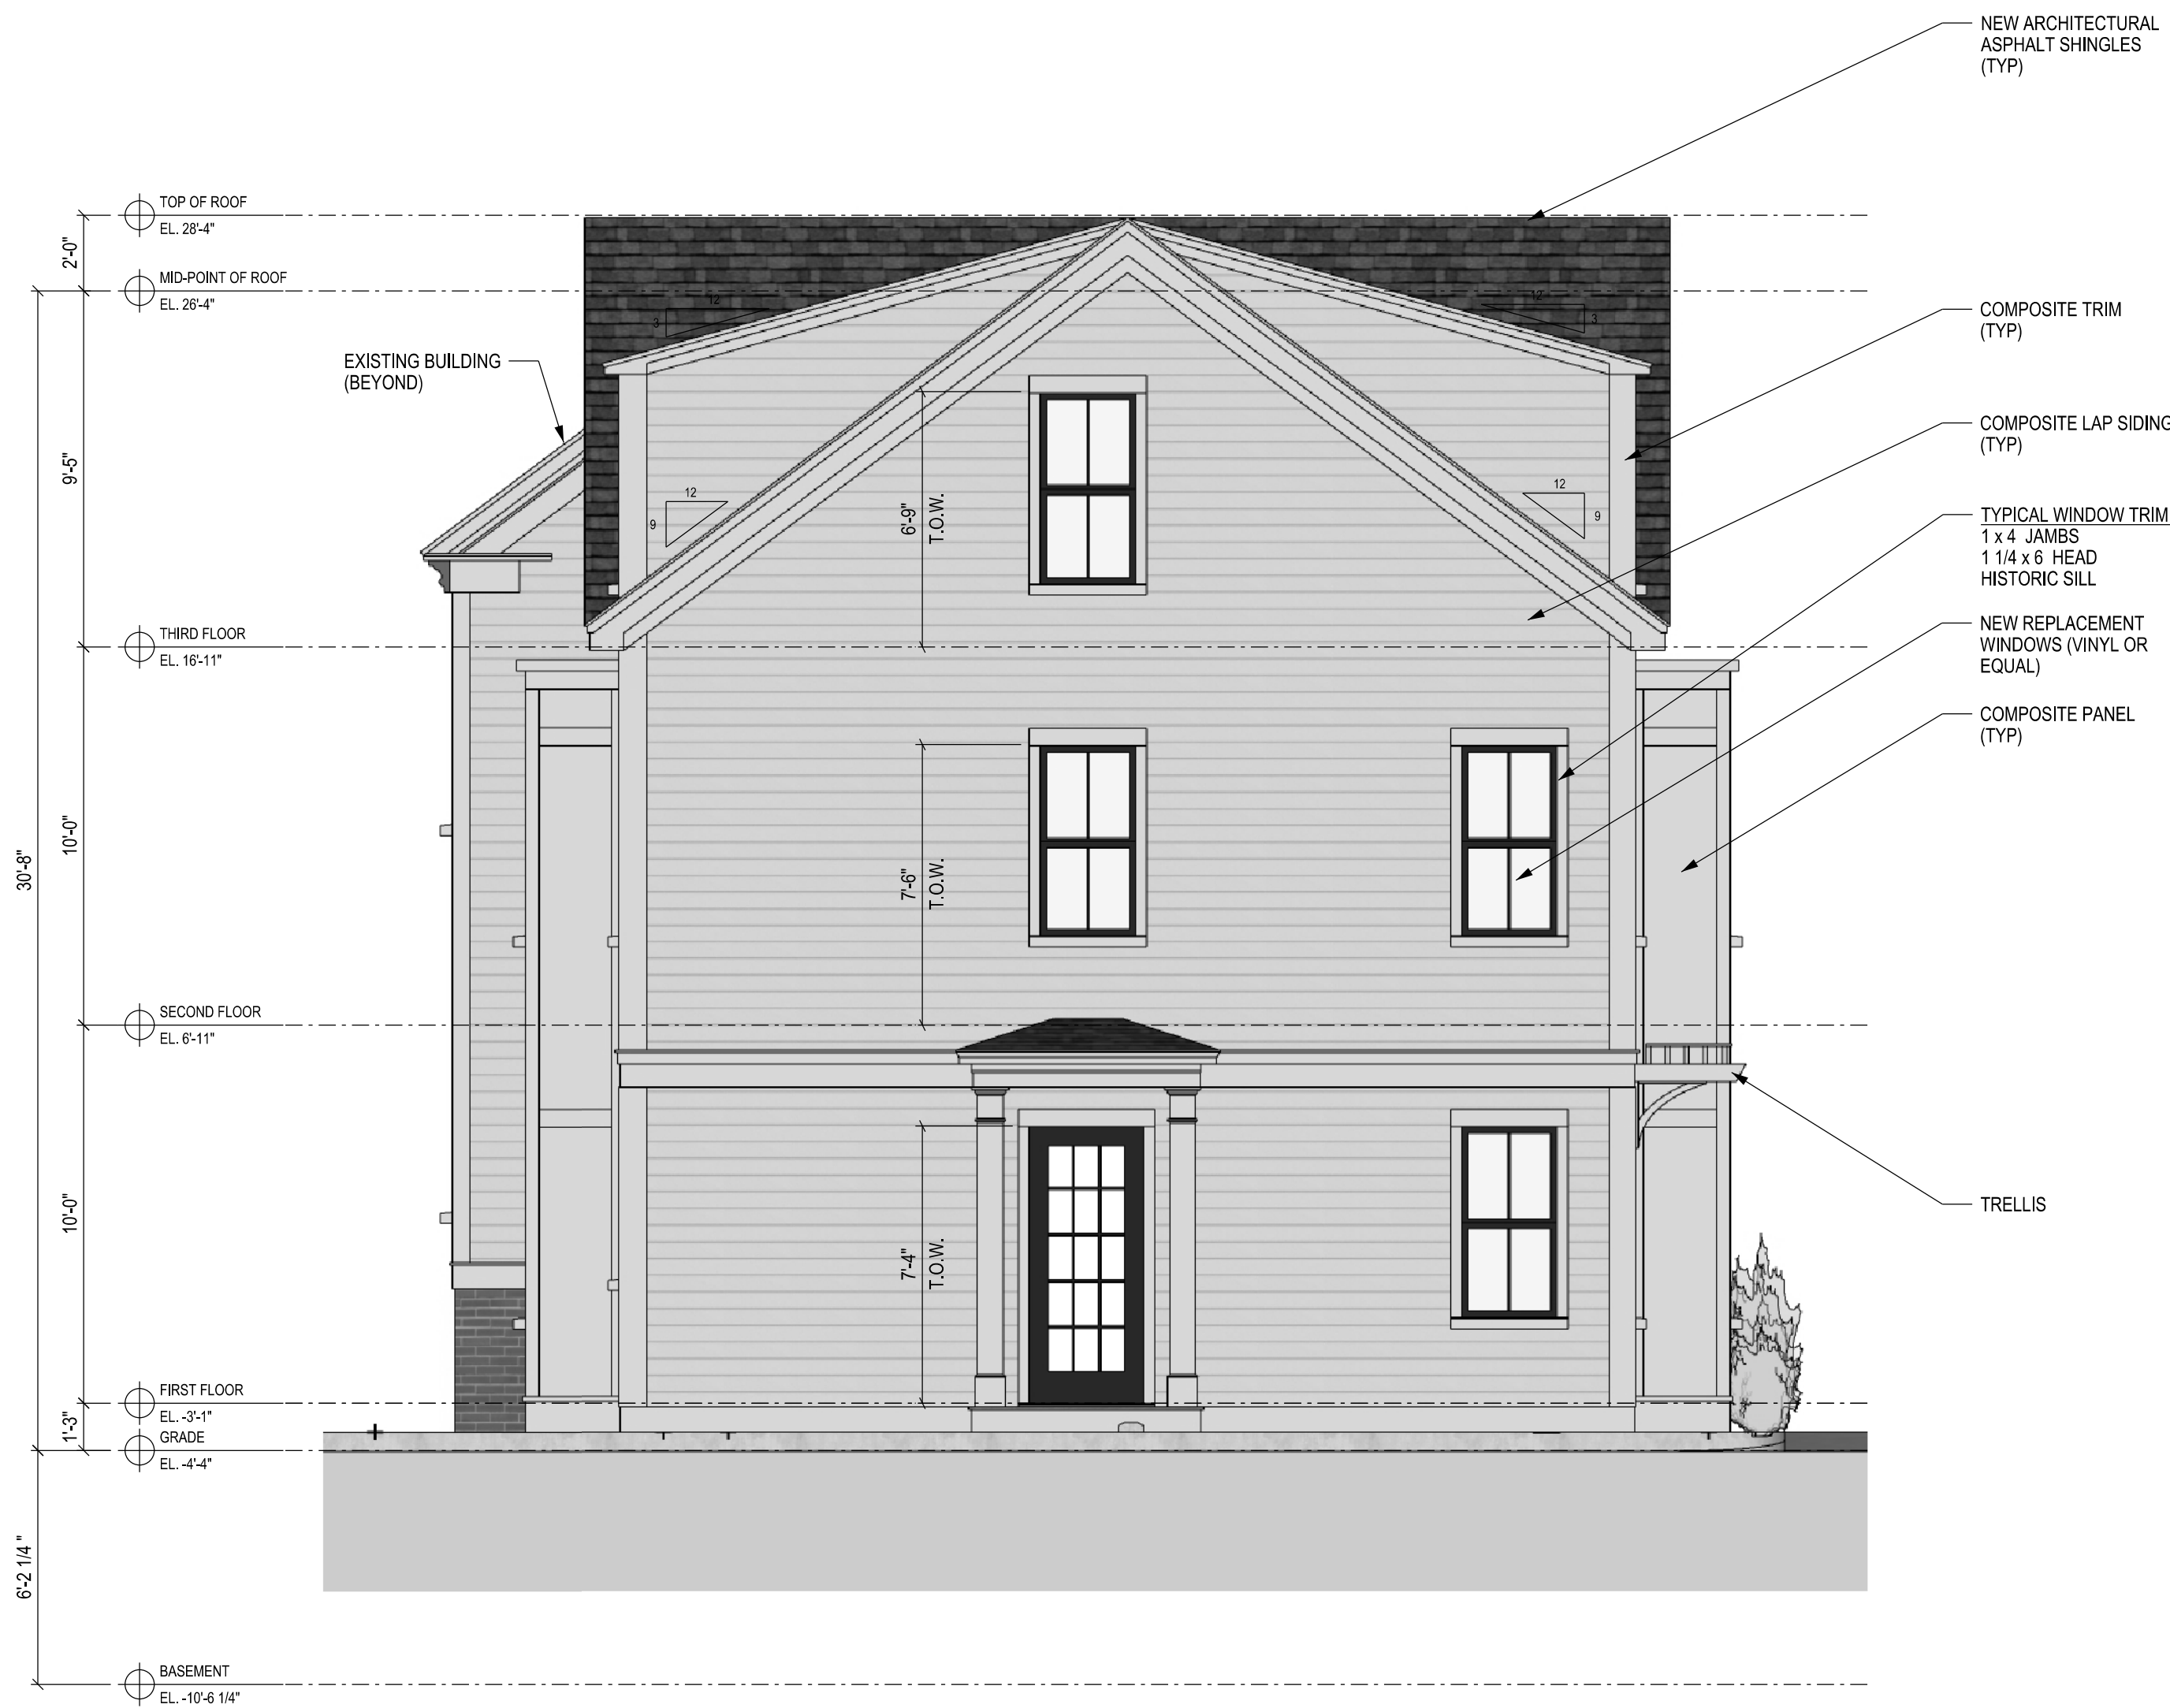 NEW ARCHITECTURAL
ASPHALT SHINGLES
(TYP)
TOP OF ROOF
EL. 28'-4"
2'-0"
MID-POINT OF ROOF
EL. 26'-4"
12
3
12
3
COMPOSITE TRIM
(TYP)
EXISTING BUILDING
(BEYOND)
COMPOSITE LAP SIDING
(TYP)
9'-5"
12
9
12
9
6'-9"
T.O.W.
TYPICAL WINDOW TRIM
1 x 4 JAMBS
1 1/4 x 6 HEAD
HISTORIC SILL
NEW REPLACEMENT
WINDOWS (VINYL OR
EQUAL)
THIRD FLOOR
EL. 16'-11"
COMPOSITE PANEL
(TYP)
10'-0"
30'-8"
7'-6"
T.O.W.
SECOND FLOOR
EL. 6'-11"
10'-0"
7'-4"
T.O.W.
TRELLIS
FIRST FLOOR
EL. -3'-1"
1'-3"
GRADE
EL. -4'-4"
6'-2 1/4 "
BASEMENT
EL. -10'-6 1/4"